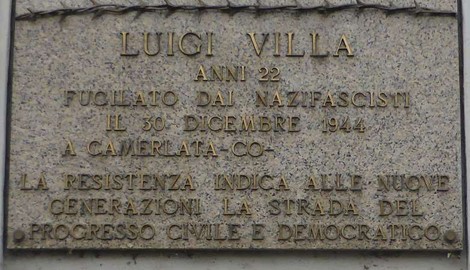 LUIGI VILLA
ANNI 22
FUCILATO DAI NAZIFASCISTI
IL 30 DICEMBRE 1944
A CAMERLATA-CO-
LA RESISTENZA INDICA ALLE NUOVE
GENERAZIONI LA STRADA DEL
PROGRESSO CIVILE E DEMOCRATICO